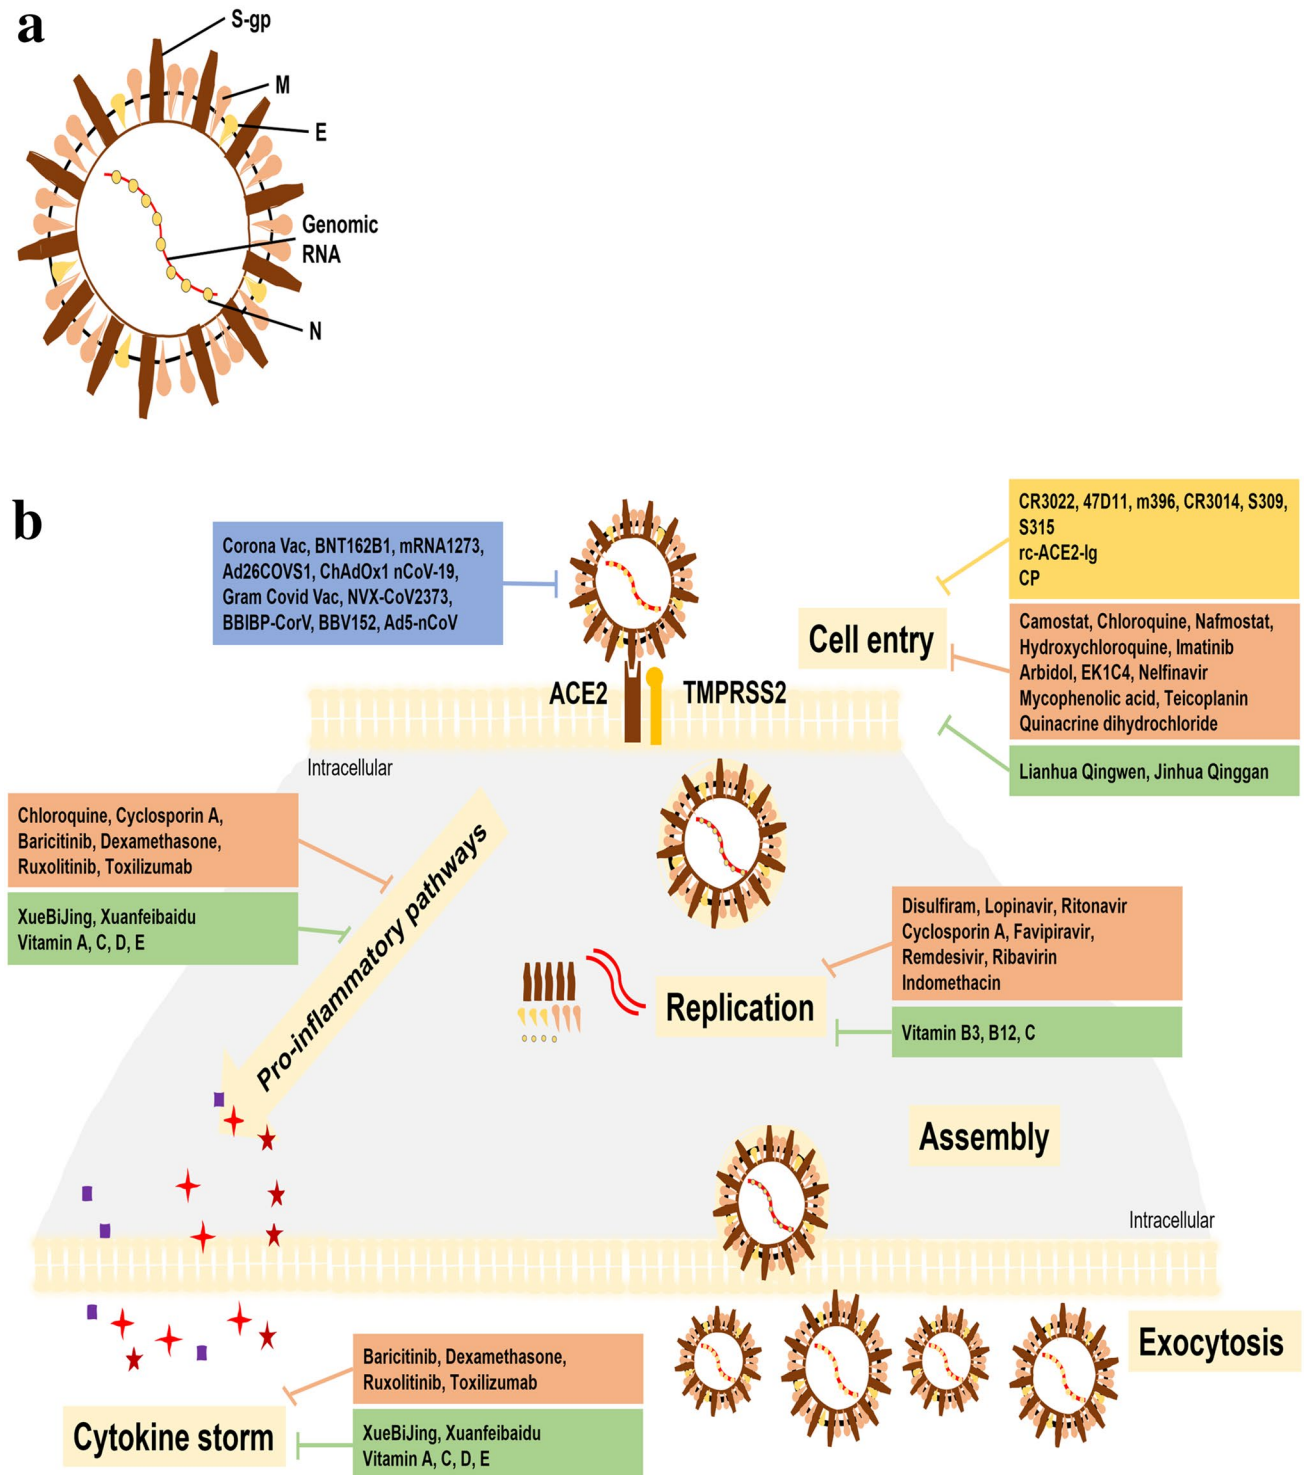 a
S-gp
M
E
Genomic
RNA
N
b
Corona Vac, BNT162B1, mRNA1273,
Ad26COVS1, ChAdOx1 nCoV-19,
Gram Covid Vac, NVX-CoV2373,
BBIBP-CorV, BBV152, Ad5-nCoV
CR3022, 47D11, m396, CR3014, S309,
S315
rc-ACE2-Ig
CP
Cell entry
Camostat, Chloroquine, Nafmostat,
Hydroxychloroquine, Imatinib
Arbidol, EK1C4, Nelfinavir
Mycophenolic acid, Teicoplanin
Quinacrine dihydrochloride
Lianhua Qingwen, Jinhua Qinggan
ACE2
TMPRSS2
Intracellular
Chloroquine, Cyclosporin A,
Baricitinib, Dexamethasone,
Ruxolitinib, Toxilizumab
XueBiJing, Xuanfeibaidu
Vitamin A, C, D, E
Pro-inflammatory pathways
Replication
Disulfiram, Lopinavir, Ritonavir
Cyclosporin A, Favipiravir,
Remdesivir, Ribavirin
Indomethacin
Vitamin B3, B12, C
Assembly
Intracellular
Exocytosis
Baricitinib, Dexamethasone,
Ruxolitinib, Toxilizumab
Cytokine storm
XueBiJing, Xuanfeibaidu
Vitamin A, C, D, E